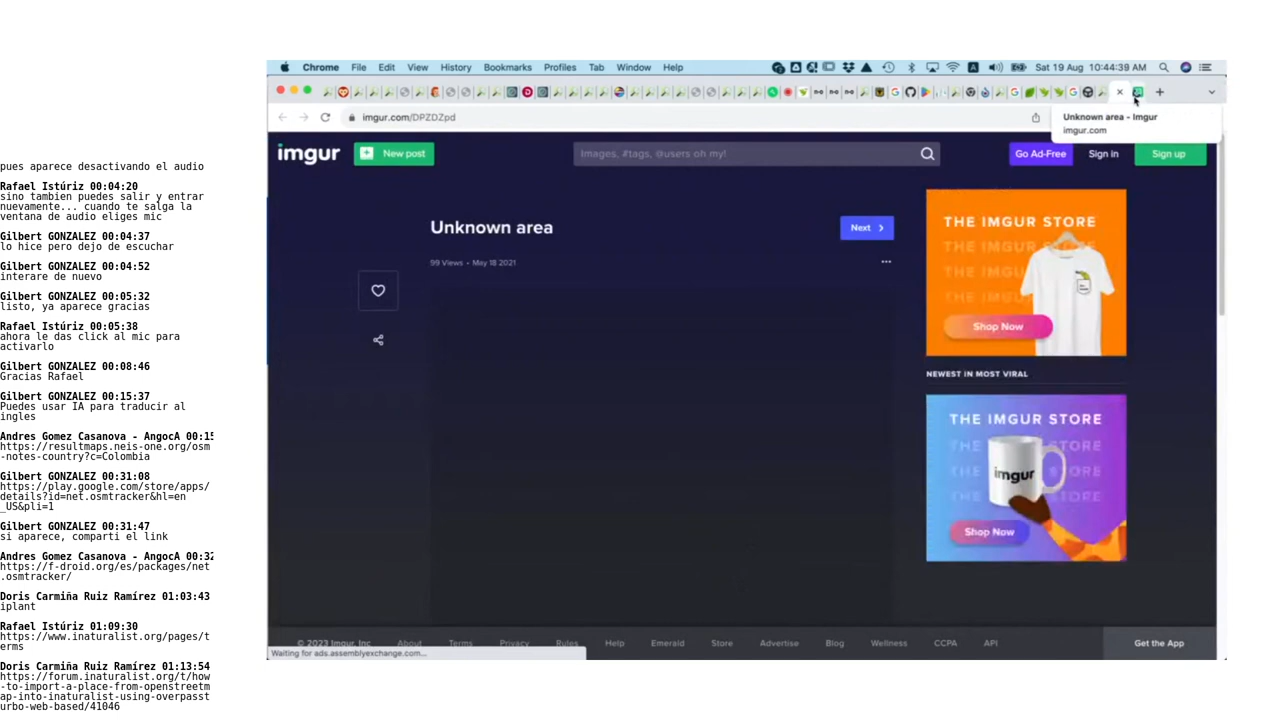 pues aparece desactivando el audio
Rafael Istúriz 00:04:20
sino tambien puedes salir y entrar
nuevamente... cuando te salga la
ventana de audio eliges mic
Gilbert GONZALEZ 00:04:37
lo hice pero dejo de escuchar
Gilbert GONZALEZ 00:04:52
interare de nuevo
Gilbert GONZALEZ 00:05:32
listo, ya aparece gracias
Rafael Istúriz 00:05:38
ahora le das click al mic para
activarlo
Gilbert GONZALEZ 00:08:46
Gracias Rafael
Gilbert GONZALEZ 00:15:37
Puedes usar IA para traducir al
ingles
Andres Gomez Casanova - AngocA 00:15
https://resultmaps.neis-one.org/osm
-notes-country?c=Colombia
Gilbert GONZALEZ 00:31:08
https://play.google.com/store/apps/
details?id=net.osmtracker&hl=en
_US&pli=1
Gilbert GONZALEZ 00:31:47
si aparece, comparti el link
Andres Gomez Casanova - AngocA 00:32
https://f-droid.org/es/packages/net
.osmtracker/
Doris Carmiña Ruiz Ramírez 01:03:43
iplant
Rafael Istúriz 01:09:30
https://www.inaturalist.org/pages/t
erms
Doris Carmiña Ruiz Ramírez 01:13:54
https://forum.inaturalist.org/t/how
-to-import-a-place-from-openstreetm
ap-into-inaturalist-using-overpasst
urbo-web-based/41046
Chrome File Edit View History Bookmarks Profiles Tab Window Help
Sat 19 Aug 10:44:39 AM
imgur.com/DPZDZpd
Unknown area - Imgur
imgur.com
imgur
New post
Images, #tags, @users oh my!
Go Ad-Free
Sign in
Sign up
Unknown area
Next
99 Views • May 18 2021
THE IMGUR STORE
THE IMGUR STORE
THE IMGUR STORE
THE IMGU
Shop Now
NEWEST IN MOST VIRAL
THE IMGUR STORE
imgur
Shop Now
© 2023 Imgur, Inc About Terms Privacy Rules Help Emerald Store Advertise Blog Wellness CCPA API
Get the App
Waiting for ads.assemblyexchange.com...